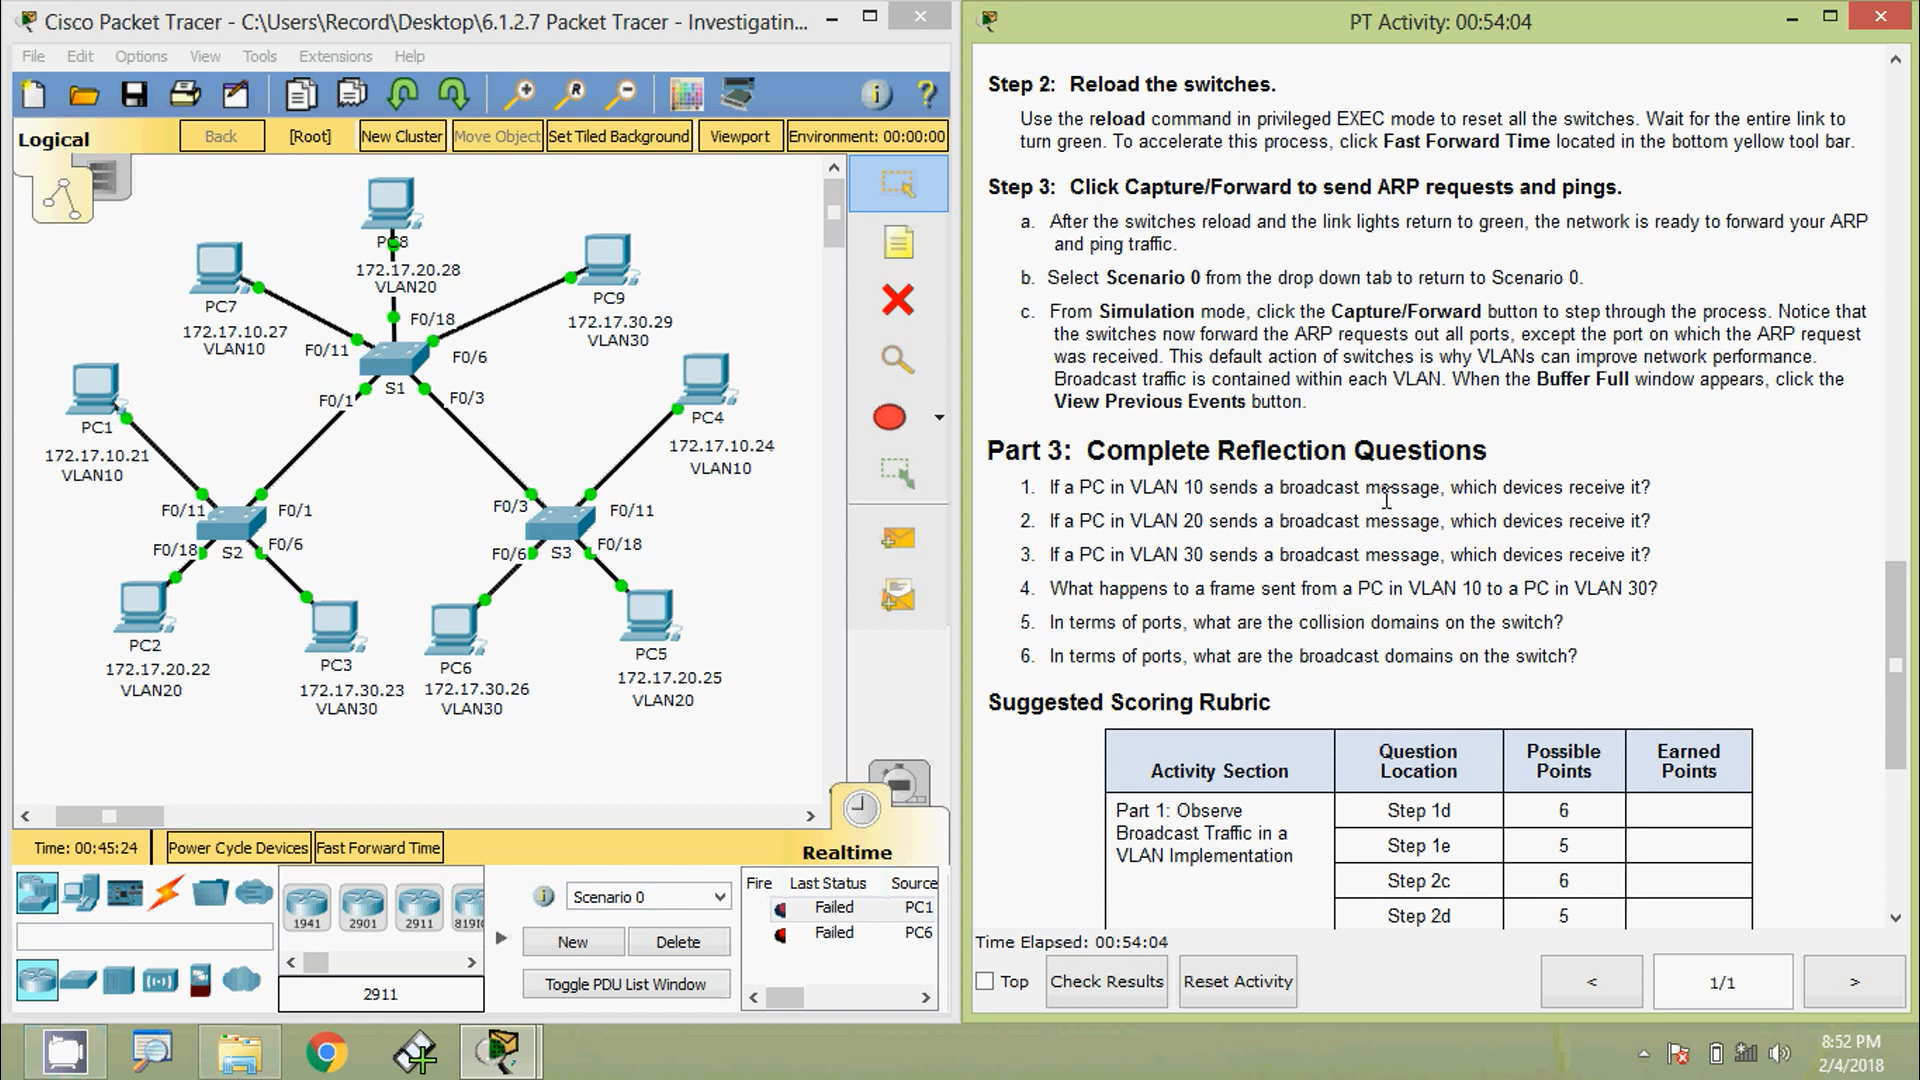 Cisco Packet Tracer - C:\Users\Record\Desktop\6.1.2.7 Packet Tracer - Investigatin...
File Edit Options View Tools Extensions Help
Logical Back [Root] New Cluster Move Object Set Tiled Background Viewport Environment: 00:00:00
PC8
172.17.20.28
VLAN20
PC7
172.17.10.27
VLAN10
PC9
172.17.30.29
VLAN30
F0/18
F0/11
F0/6
S1
F0/1
F0/3
PC1
172.17.10.21
VLAN10
PC4
172.17.10.24
VLAN10
F0/11
F0/1
F0/18
S2
F0/6
F0/3
F0/11
F0/6
S3
F0/18
PC2
172.17.20.22
VLAN20
PC3
172.17.30.23
VLAN30
PC6
172.17.30.26
VLAN30
PC5
172.17.20.25
VLAN20
Time: 00:45:24 Power Cycle Devices Fast Forward Time Realtime
1941 2901 2911
2911
Scenario 0
New Delete
Toggle PDU List Window
Fire Last Status Source
Failed PC1
Failed PC6
PT Activity: 00:54:04
Step 2: Reload the switches.
Use the reload command in privileged EXEC mode to reset all the switches. Wait for the entire link to
turn green. To accelerate this process, click Fast Forward Time located in the bottom yellow tool bar.
Step 3: Click Capture/Forward to send ARP requests and pings.
a. After the switches reload and the link lights return to green, the network is ready to forward your ARP
and ping traffic.
b. Select Scenario 0 from the drop down tab to return to Scenario 0.
c. From Simulation mode, click the Capture/Forward button to step through the process. Notice that
the switches now forward the ARP requests out all ports, except the port on which the ARP request
was received. This default action of switches is why VLANs can improve network performance.
Broadcast traffic is contained within each VLAN. When the Buffer Full window appears, click the
View Previous Events button.
Part 3: Complete Reflection Questions
1. If a PC in VLAN 10 sends a broadcast message, which devices receive it?
2. If a PC in VLAN 20 sends a broadcast message, which devices receive it?
3. If a PC in VLAN 30 sends a broadcast message, which devices receive it?
4. What happens to a frame sent from a PC in VLAN 10 to a PC in VLAN 30?
5. In terms of ports, what are the collision domains on the switch?
6. In terms of ports, what are the broadcast domains on the switch?
Suggested Scoring Rubric
Activity Section Question Location Possible Points Earned Points
Part 1: Observe Broadcast Traffic in a VLAN Implementation
Step 1d 6
Step 1e 5
Step 2c 6
Step 2d 5
Time Elapsed: 00:54:04
Top Check Results Reset Activity < 1/1 >
8:52 PM
2/4/2018